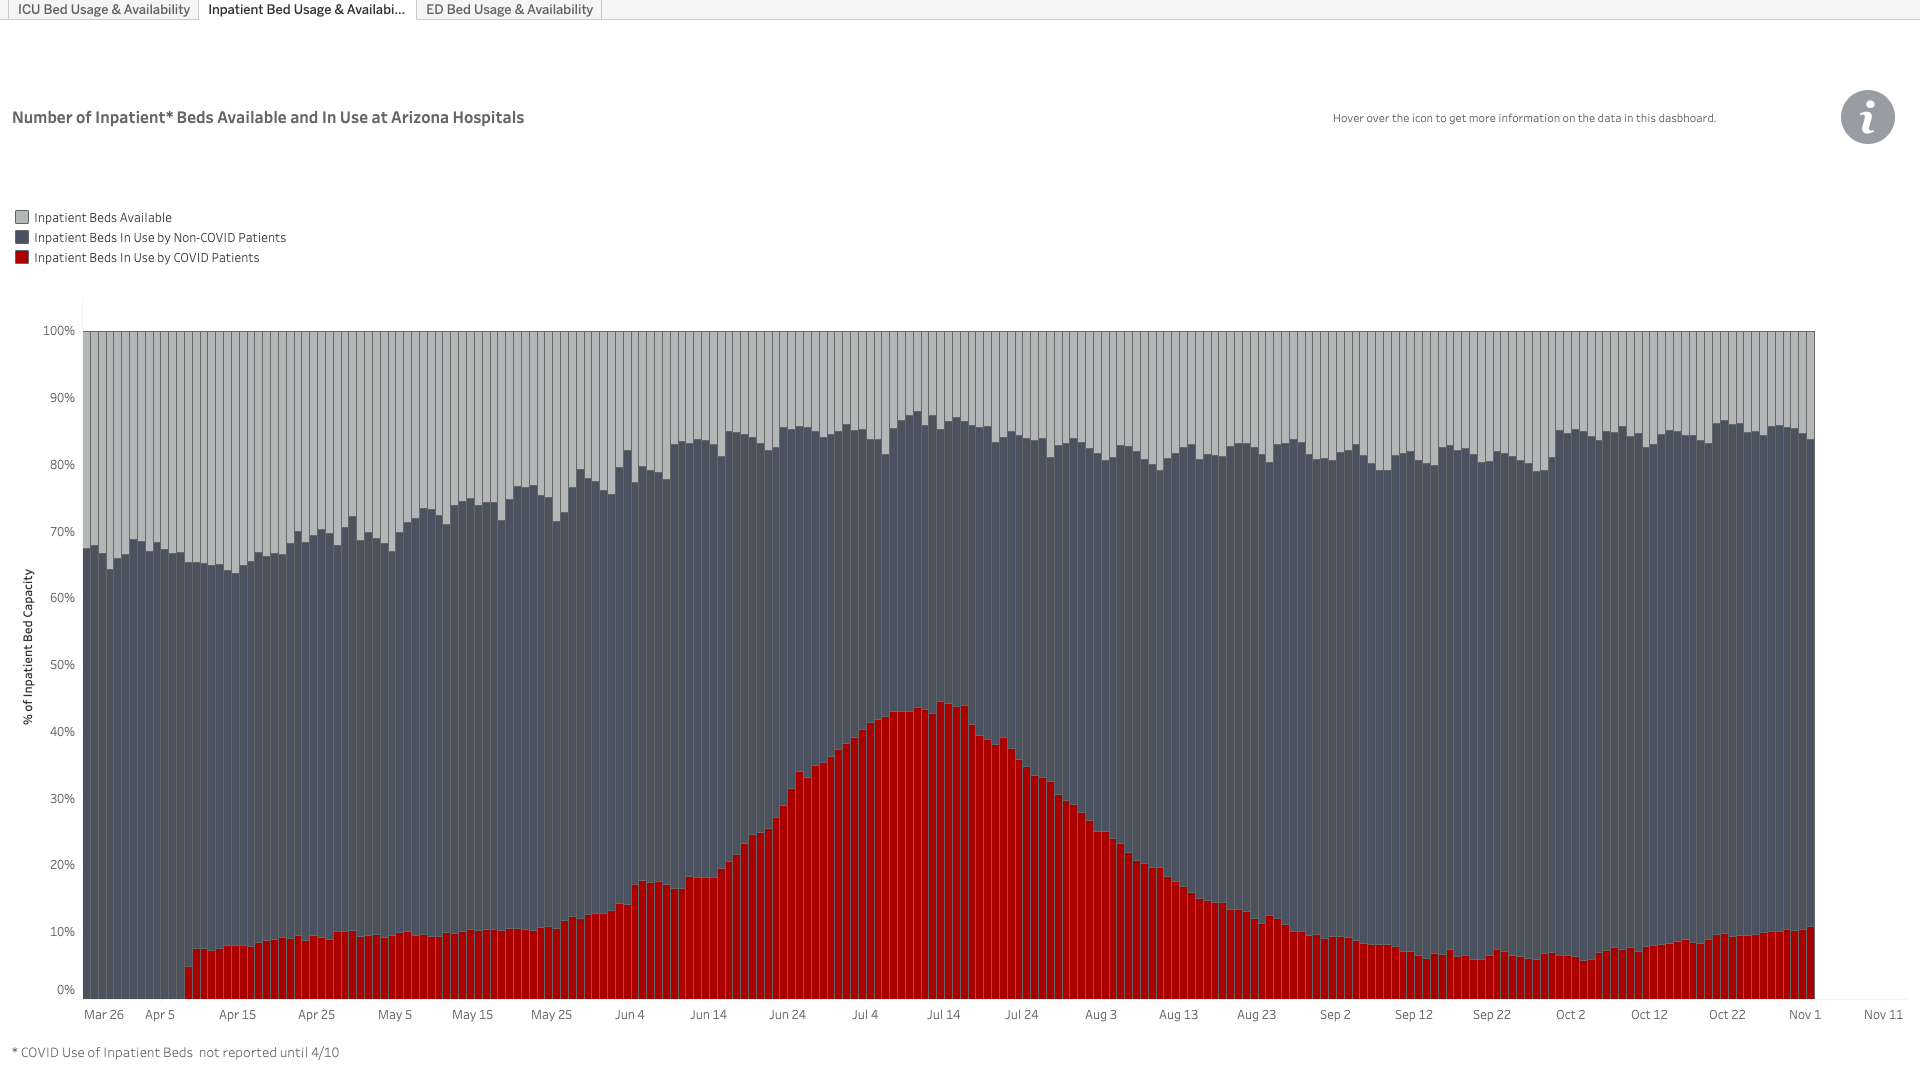 ICU Bed Usage & Availability
Inpatient Bed Usage & Availabi...
ED Bed Usage & Availability
Number of Inpatient* Beds Available and In Use at Arizona Hospitals
Hover over the icon to get more information on the data in this dasbhoard.
i
Inpatient Beds Available
Inpatient Beds In Use by Non-COVID Patients
Inpatient Beds In Use by COVID Patients
% of Inpatient Bed Capacity
100%
90%
80%
70%
60%
50%
40%
30%
20%
10%
0%
Mar 26 Apr 5 Apr 15 Apr 25 May 5 May 15 May 25 Jun 4 Jun 14 Jun 24 Jul 4 Jul 14 Jul 24 Aug 3 Aug 13 Aug 23 Sep 2 Sep 12 Sep 22 Oct 2 Oct 12 Oct 22 Nov 1 Nov 11
* COVID Use of Inpatient Beds not reported until 4/10